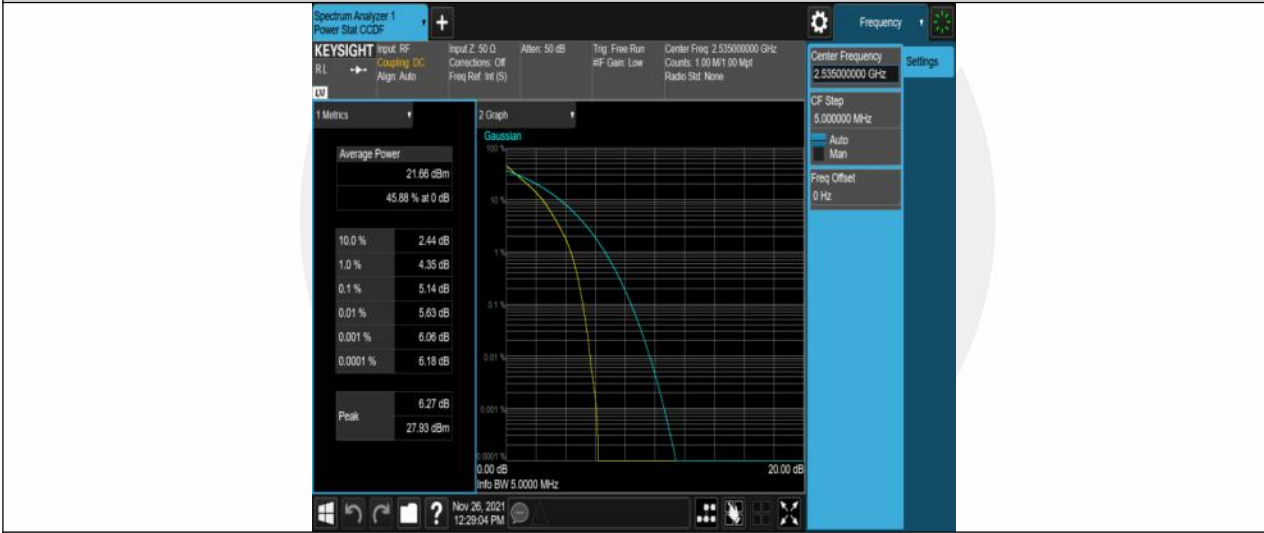 Spectrum Analyzer 1
Power Stat CCDF
Frequency
KEYSIGHT
R L
LV
Input: RF
Coupling: DC
Align: Auto
Input Z: 50 Ω
Corrections: Off
Freq Ref: Int (S)
Atten: 50 dB
Trig: Free Run
#IF Gain: Low
Center Freq: 2.535000000 GHz
Counts: 1.00 M/1.00 Mpt
Radio Std: None
1 Metrics
Average Power
21.66 dBm
45.88 % at 0 dB
10.0 % 2.44 dB
1.0 % 4.35 dB
0.1 % 5.14 dB
0.01 % 5.63 dB
0.001 % 6.06 dB
0.0001 % 6.18 dB
Peak
6.27 dB
27.93 dBm
2 Graph
Gaussian
100 %
10 %
1 %
0.1 %
0.01 %
0.001 %
0.0001 %
0.00 dB 20.00 dB
Info BW 5.0000 MHz
Center Frequency
2.535000000 GHz
Settings
CF Step
5.000000 MHz
Auto
Man
Freq Offset
0 Hz
?
Nov 26, 2021
12:29:04 PM